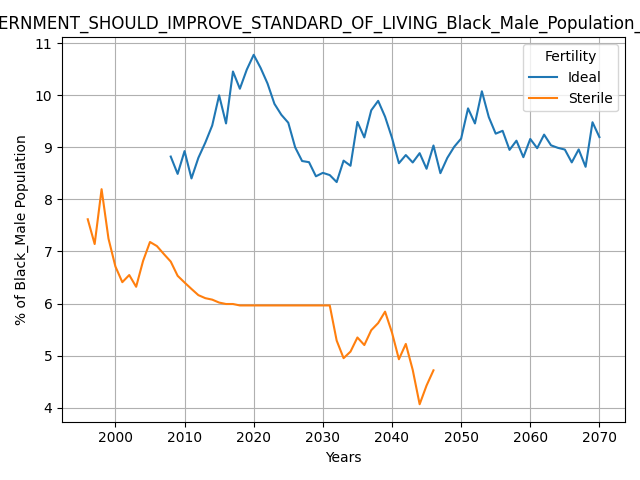 ERNMENT_SHOULD_IMPROVE_STANDARD_OF_LIVING_Black_Male_Population_
Fertility
Ideal
Sterile
% of Black_Male Population
11
10
9
8
7
6
5
4
2000 2010 2020 2030 2040 2050 2060 2070
Years